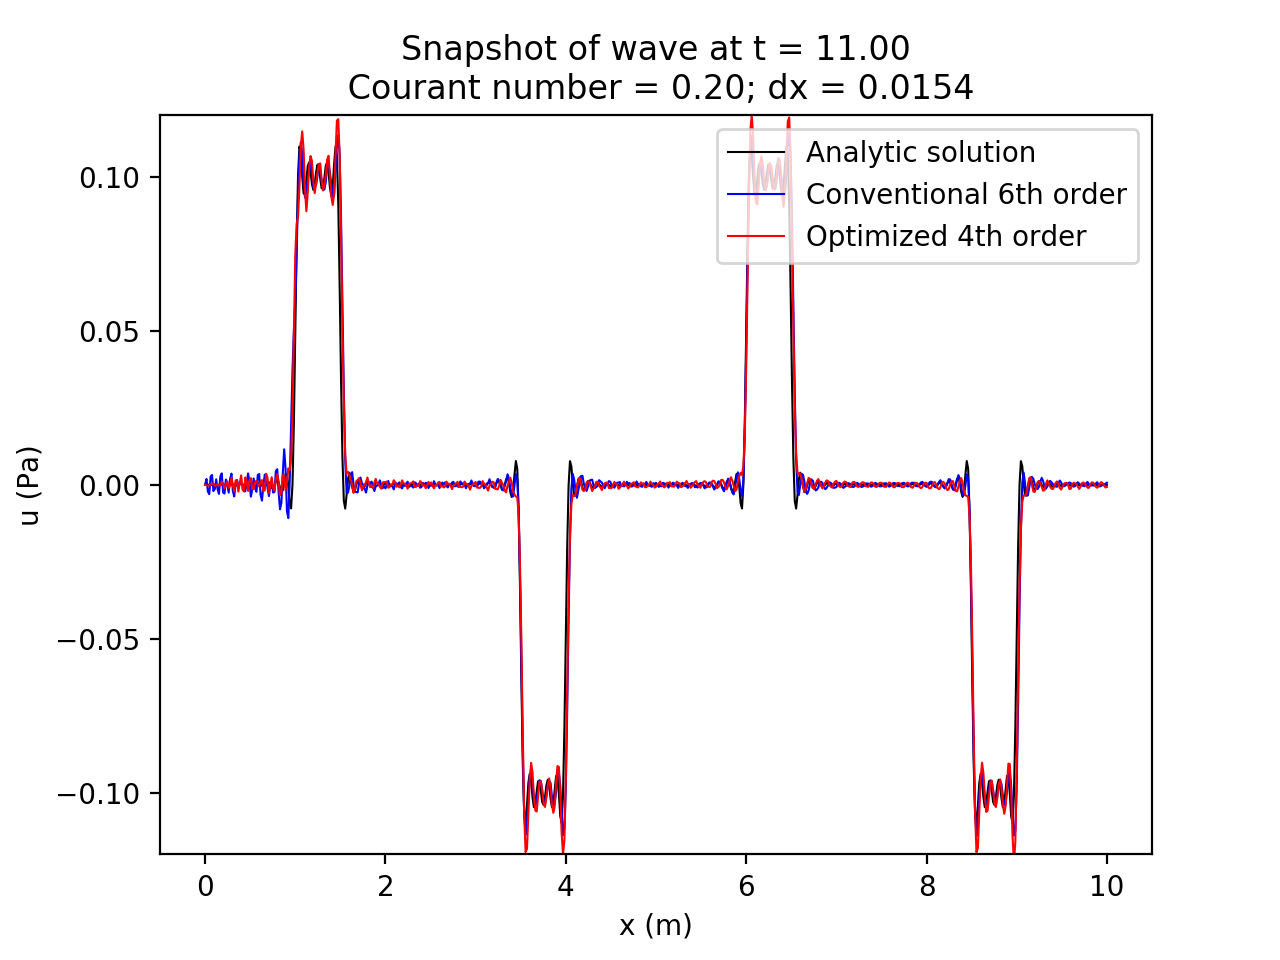 Snapshot of wave at t = 11.00
Courant number = 0.20; dx = 0.0154
Analytic solution
Conventional 6th order
Optimized 4th order
0.10
0.05
0.00
−0.05
−0.10
u (Pa)
0 2 4 6 8 10
x (m)